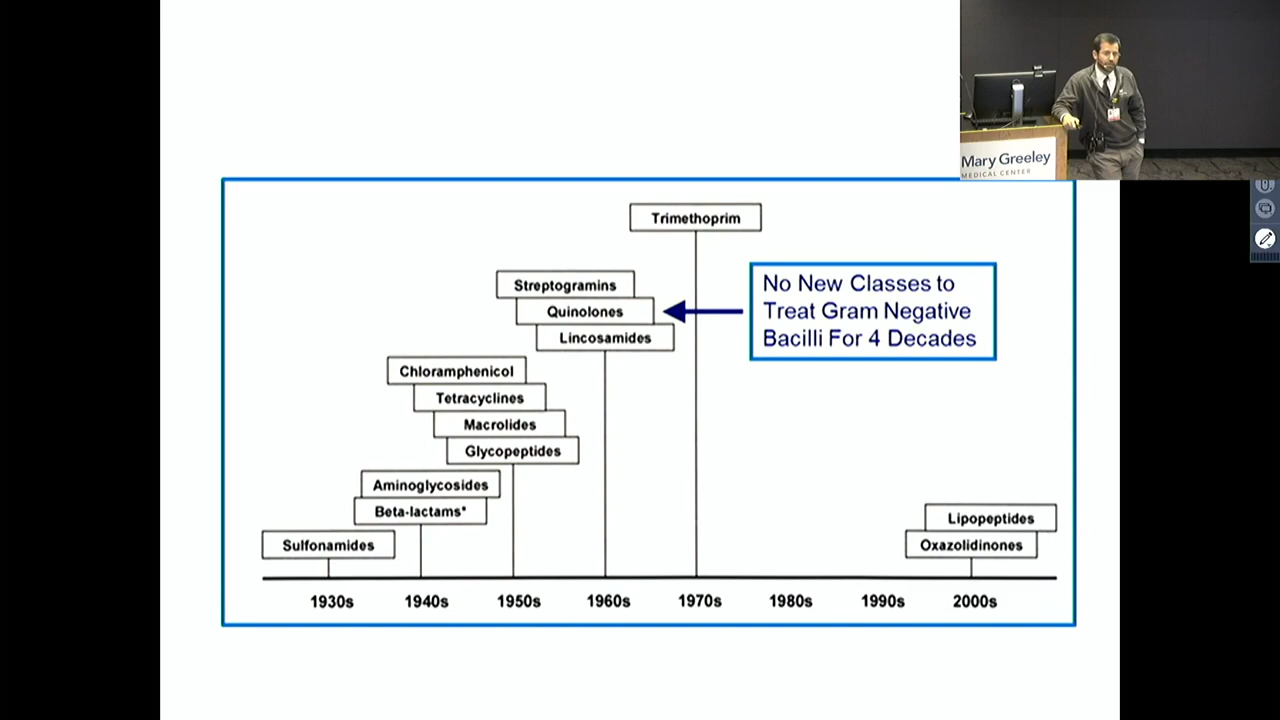 Mary Greeley
MEDICAL CENTER
Trimethoprim
Streptogramins
Quinolones
Lincosamides
No New Classes to
Treat Gram Negative
Bacilli For 4 Decades
Chloramphenicol
Tetracyclines
Macrolides
Glycopeptides
Aminoglycosides
Beta-lactams*
Sulfonamides
Lipopeptides
Oxazolidinones
1930s 1940s 1950s 1960s 1970s 1980s 1990s 2000s